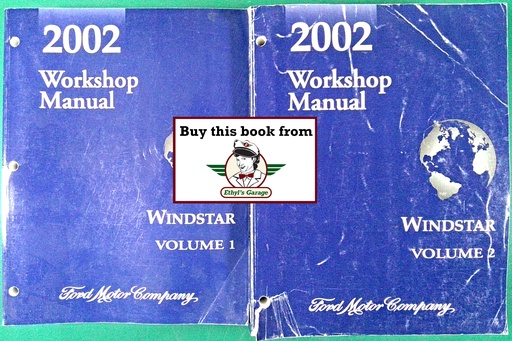 2002
Workshop
Manual
WINDSTAR
VOLUME 1
Ford Motor Company
2002
Workshop
Manual
WINDSTAR
VOLUME 2
Ford Motor Company
Buy this book from
Ethyl's Garage